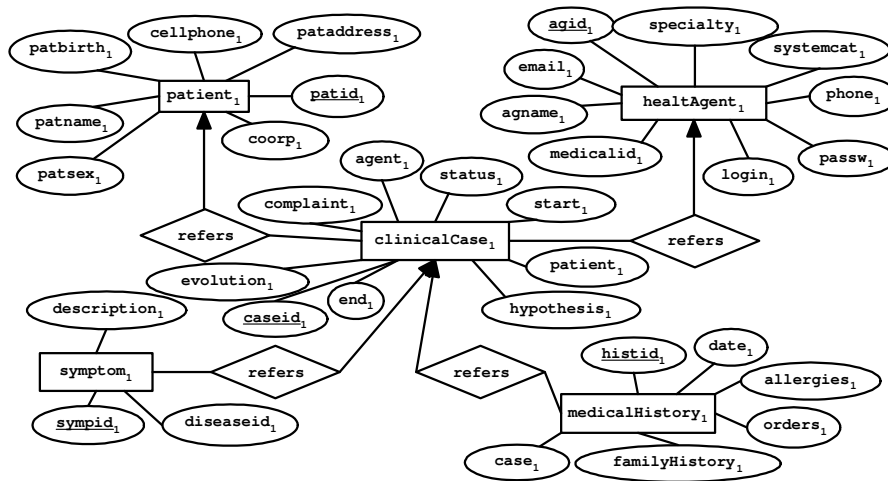 cellphone₁
pataddress₁
agid₁
specialty₁
patbirth₁
systemcat₁
email₁
patient₁
patid₁
healtAgent₁
phone₁
patname₁
agname₁
coorp₁
medicalid₁
passw₁
patsex₁
agent₁
status₁
login₁
complaint₁
start₁
refers
clinicalCase₁
refers
patient₁
evolution₁
end₁
hypothesis₁
description₁
caseid₁
symptom₁
refers
refers
histid₁
date₁
allergies₁
medicalHistory₁
sympid₁
diseaseid₁
orders₁
case₁
familyHistory₁